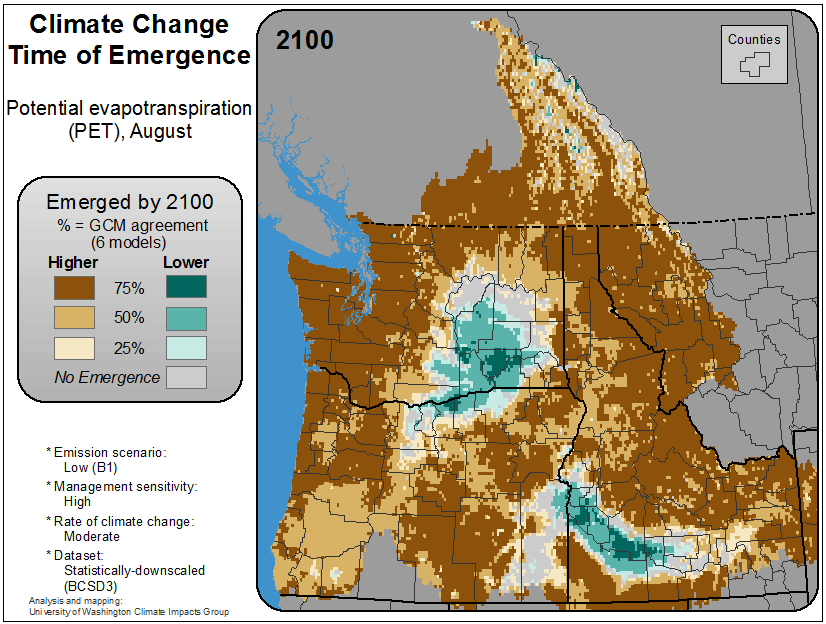 Climate Change
Time of Emergence
Potential evapotranspiration
(PET), August
Emerged by 2100
% = GCM agreement
(6 models)
Higher Lower
75%
50%
25%
No Emergence
* Emission scenario:
Low (B1)
* Management sensitivity:
High
* Rate of climate change:
Moderate
* Dataset:
Statistically-downscaled
(BCSD3)
Analysis and mapping:
University of Washington Climate Impacts Group
2100
Counties